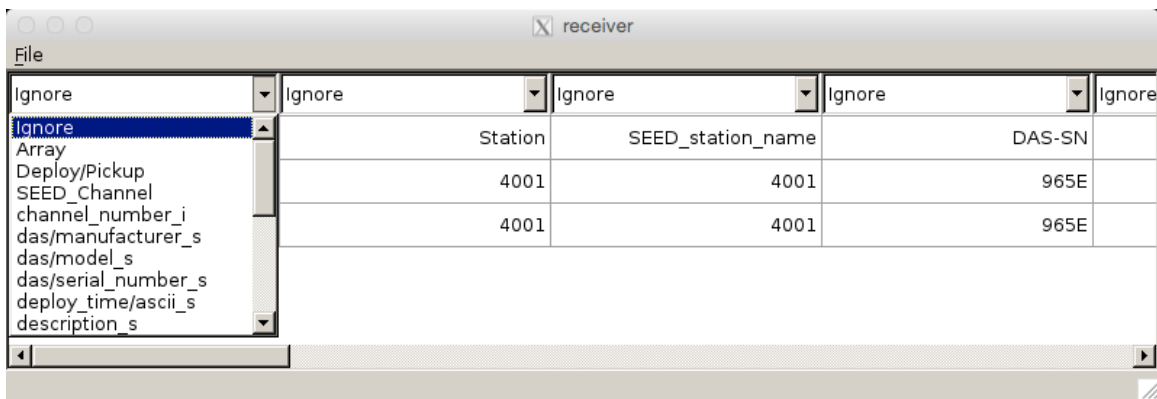 receiver
File
Ignore Ignore Ignore Ignore Ignore
Ignore
Array
Deploy/Pickup
SEED_Channel
channel_number_i
das/manufacturer_s
das/model_s
das/serial_number_s
deploy_time/ascii_s
description_s
Station SEED_station_name DAS-SN
4001 4001 965E
4001 4001 965E